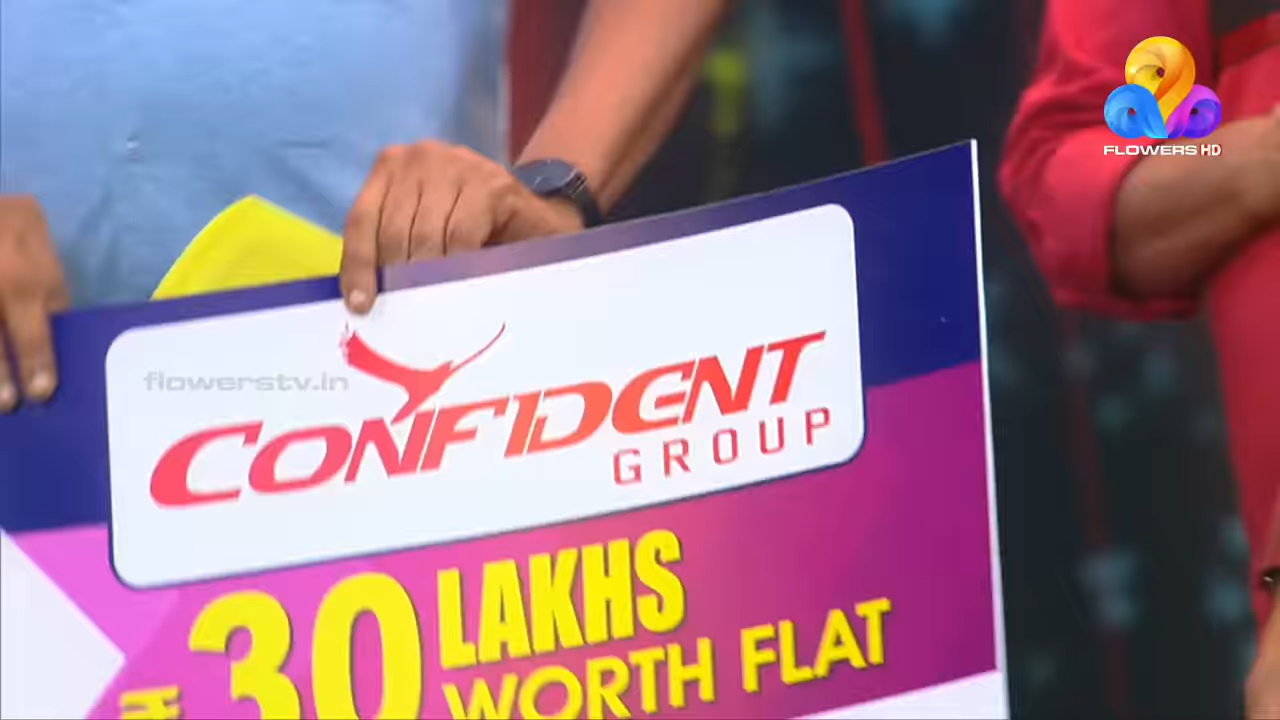 FLOWERS HD
flowerstv.in
CONFIDENT
GROUP
₹ 30 LAKHS
WORTH FLAT